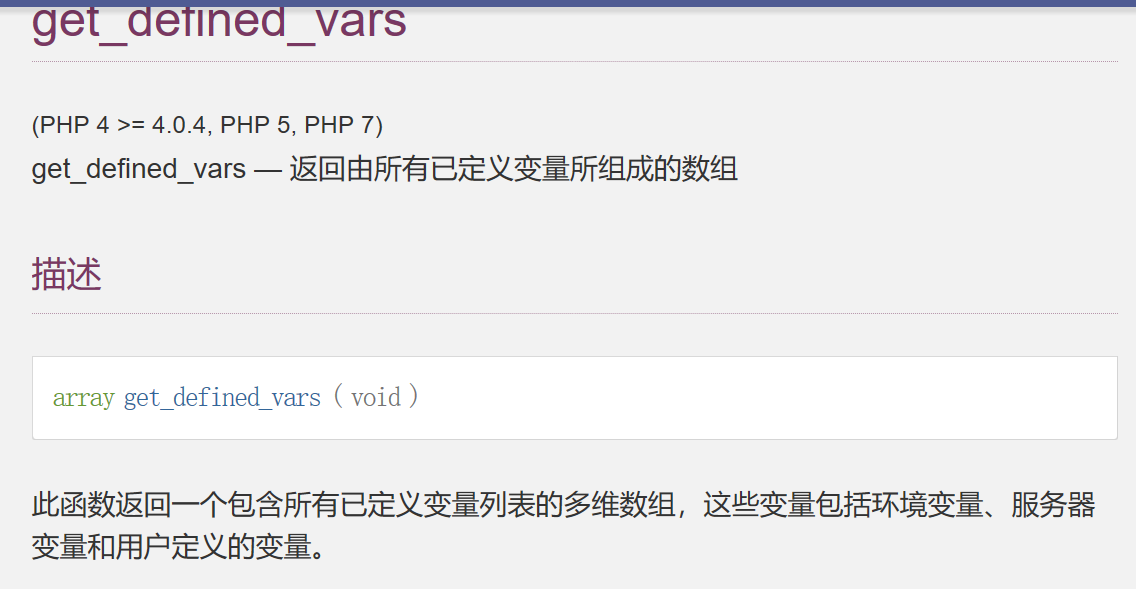 get_defined_vars
(PHP 4 >= 4.0.4, PHP 5, PHP 7)
get_defined_vars — 返回由所有已定义变量所组成的数组
描述
array get_defined_vars ( void )
此函数返回一个包含所有已定义变量列表的多维数组，这些变量包括环境变量、服务器
变量和用户定义的变量。